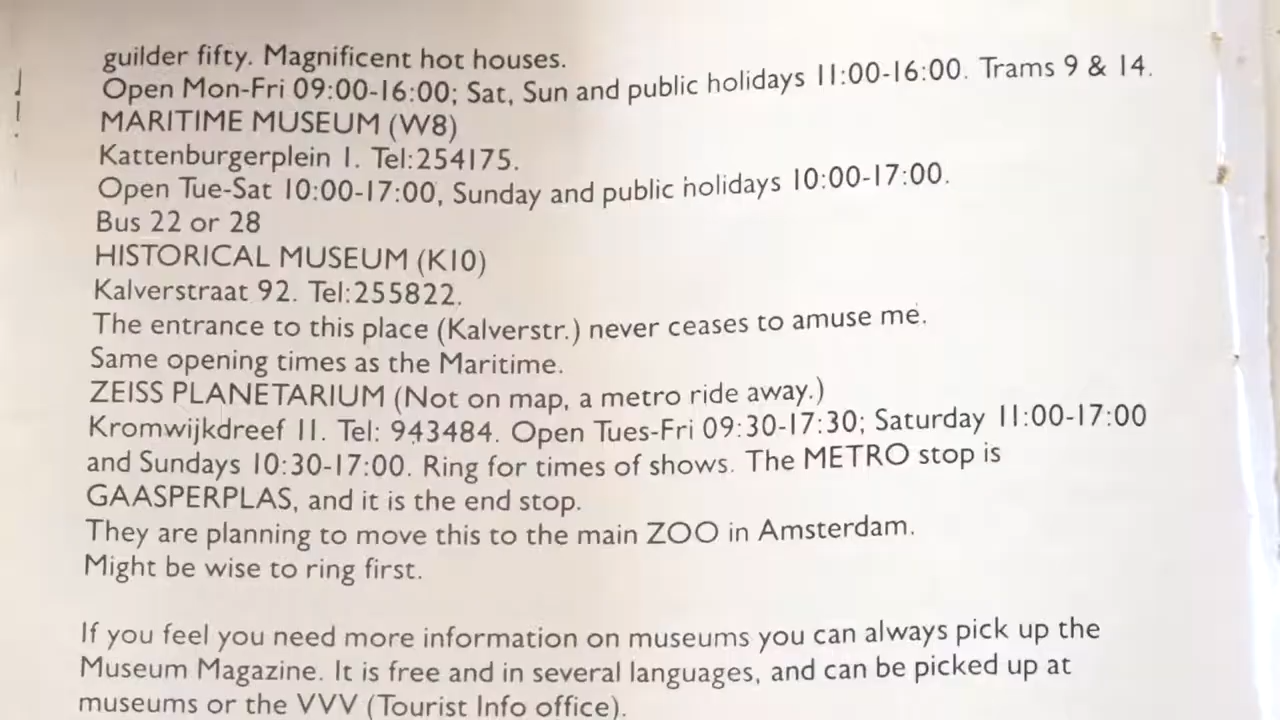 guilder fifty. Magnificent hot houses.
Open Mon-Fri 09:00-16:00; Sat, Sun and public holidays 11:00-16:00. Trams 9 & 14.
MARITIME MUSEUM (W8)
Kattenburgerplein 1. Tel:254175.
Open Tue-Sat 10:00-17:00, Sunday and public holidays 10:00-17:00.
Bus 22 or 28
HISTORICAL MUSEUM (K10)
Kalverstraat 92. Tel:255822.
The entrance to this place (Kalverstr.) never ceases to amuse me.
Same opening times as the Maritime.
ZEISS PLANETARIUM (Not on map, a metro ride away.)
Kromwijkdreef 11. Tel: 943484. Open Tues-Fri 09:30-17:30; Saturday 11:00-17:00
and Sundays 10:30-17:00. Ring for times of shows. The METRO stop is
GAASPERPLAS, and it is the end stop.
They are planning to move this to the main ZOO in Amsterdam.
Might be wise to ring first.
If you feel you need more information on museums you can always pick up the
Museum Magazine. It is free and in several languages, and can be picked up at
museums or the VVV (Tourist Info office).